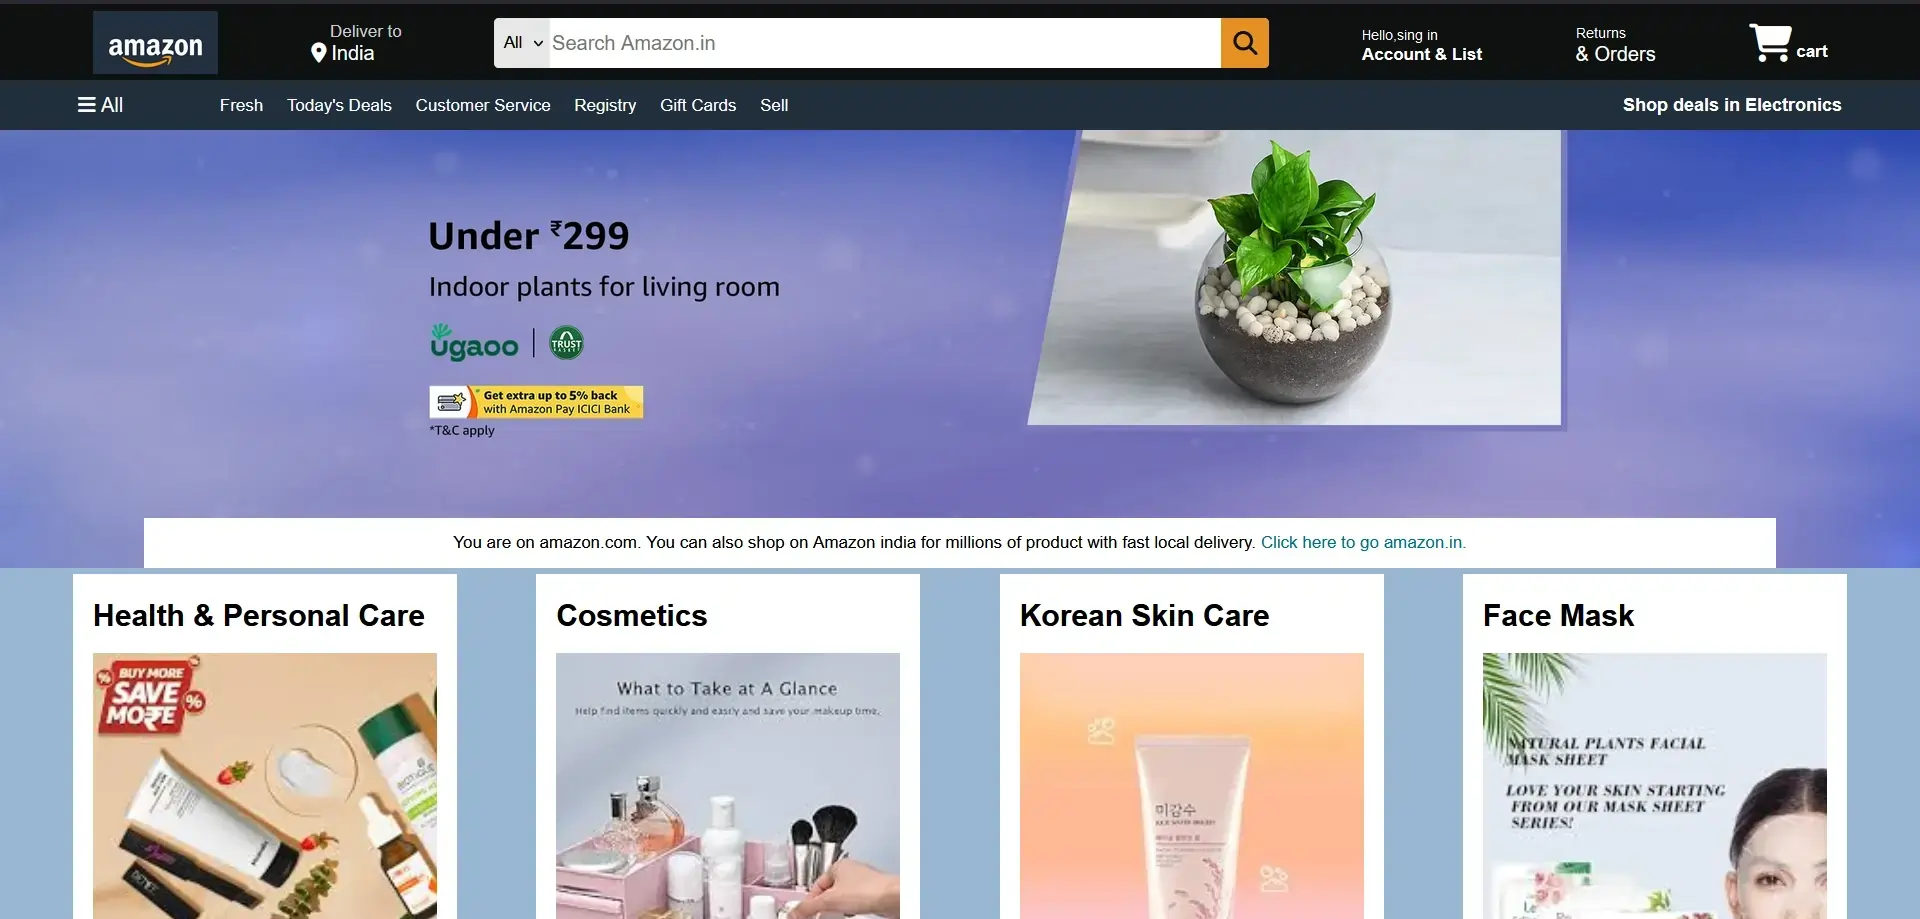 amazon
Deliver to
India
All
Search Amazon.in
Hello,sing in
Account & List
Returns
& Orders
cart
All
Fresh
Today's Deals
Customer Service
Registry
Gift Cards
Sell
Shop deals in Electronics
Under ₹299
Indoor plants for living room
ugaoo
TRUST
BASKET
Get extra up to 5% back
with Amazon Pay ICICI Bank
*T&C apply
You are on amazon.com. You can also shop on Amazon india for millions of product with fast local delivery. Click here to go amazon.in.
Health & Personal Care
Cosmetics
Korean Skin Care
Face Mask
% BUY MORE %
SAVE %
MO₹E
What to Take at A Glance
Help find items quickly and easily and save your makeup time.
미감수
NATURAL PLANTS FACIAL
MASK SHEET
LOVE YOUR SKIN STARTING
FROM OUR MASK SHEET
SERIES!